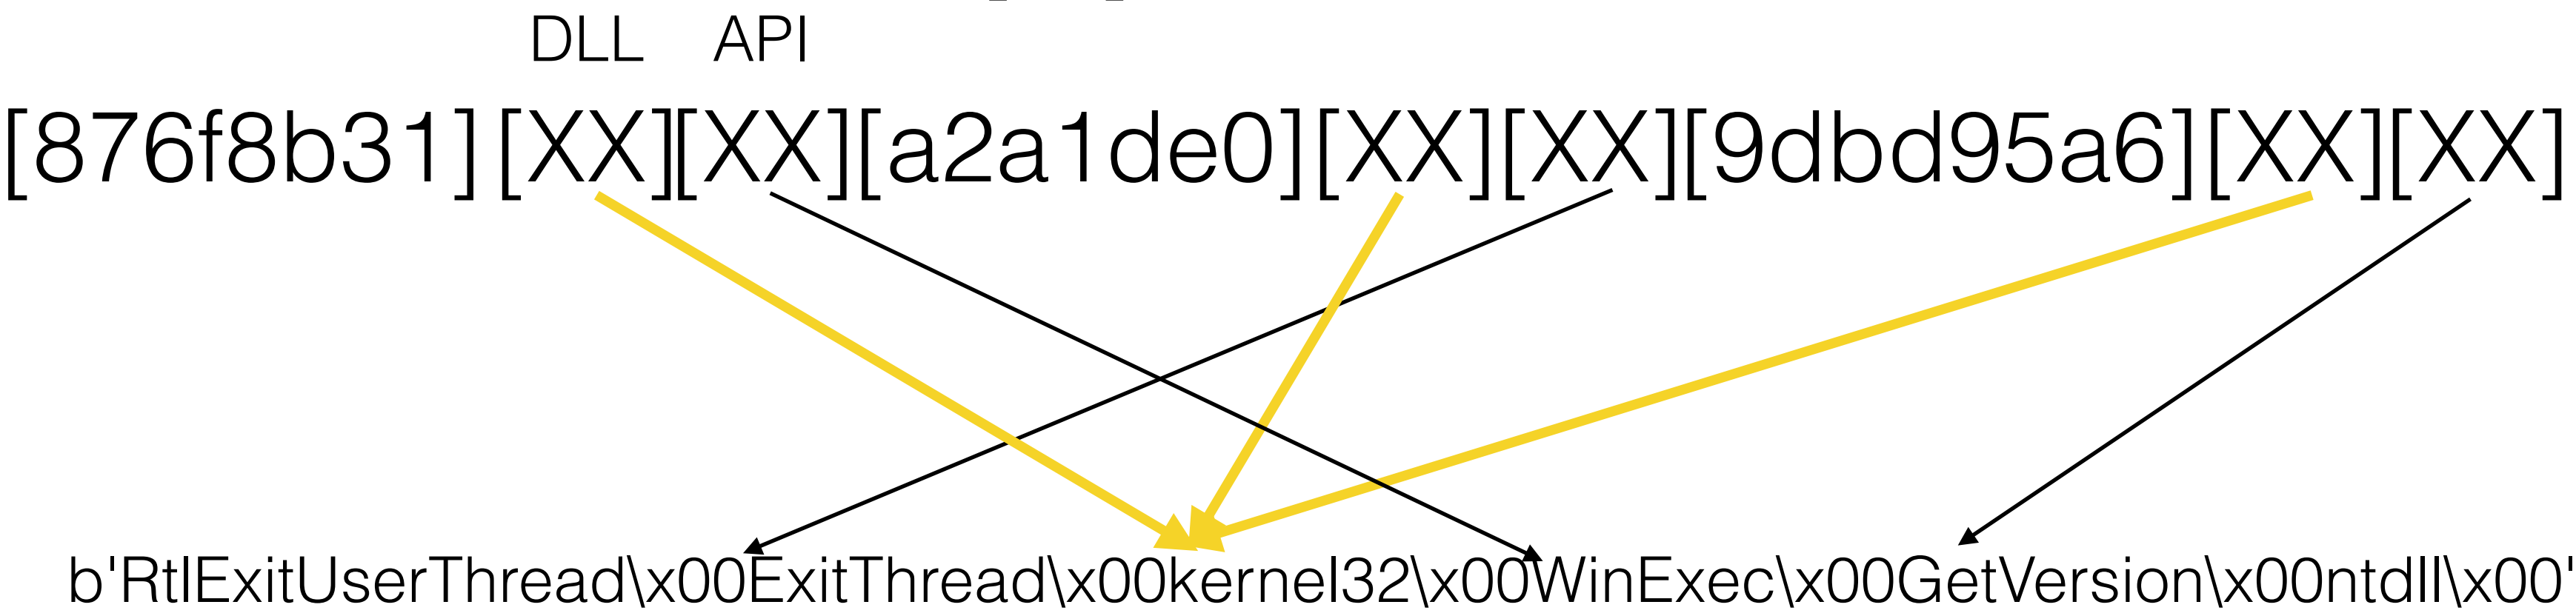 DLL API
[876f8b31][XX][XX][a2a1de0][XX][XX][9dbd95a6][XX][XX]
b'RtlExitUserThread\x00ExitThread\x00kernel32\x00WinExec\x00GetVersion\x00ntdll\x00'